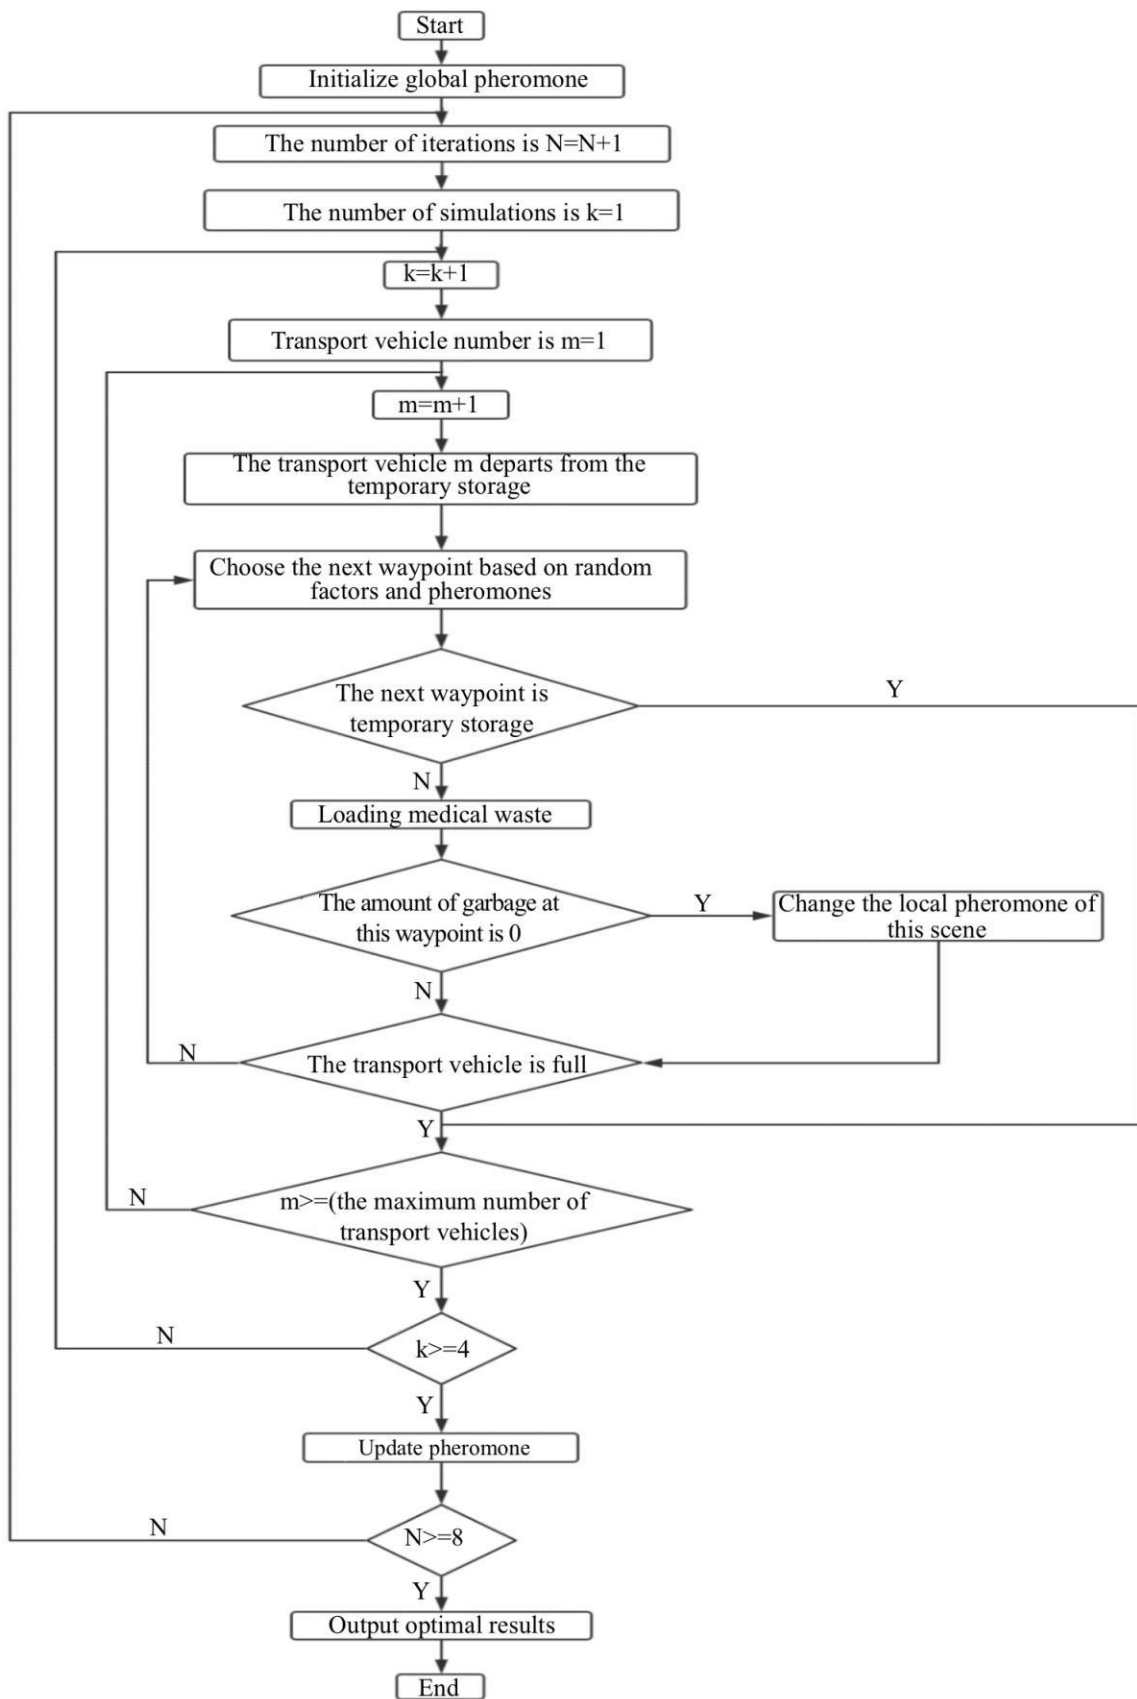 Start
Initialize global pheromone
The number of iterations is N=N+1
The number of simulations is k=1
k=k+1
Transport vehicle number is m=1
m=m+1
The transport vehicle m departs from the
temporary storage
Choose the next waypoint based on random
factors and pheromones
The next waypoint is
temporary storage
Y
N
Loading medical waste
The amount of garbage at
this waypoint is 0
Y
Change the local pheromone of
this scene
N
The transport vehicle is full
N
Y
m>=(the maximum number of
transport vehicles)
N
Y
k>=4
N
Y
Update pheromone
N>=8
N
Y
Output optimal results
End